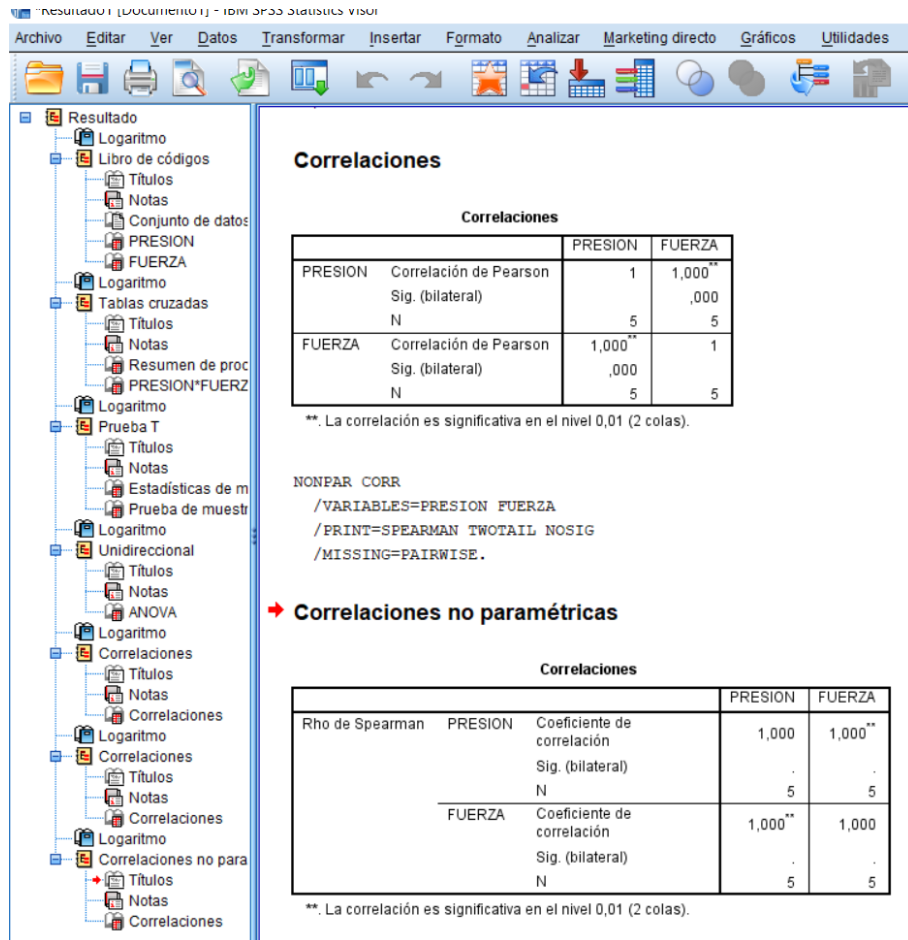 *Resultado1 [Documento1] - IBM SPSS Statistics Visor
Archivo Editar Ver Datos Transformar Insertar Formato Analizar Marketing directo Gráficos Utilidades
Resultado
Logaritmo
Libro de códigos
Títulos
Notas
Conjunto de datos
PRESION
FUERZA
Logaritmo
Tablas cruzadas
Títulos
Notas
Resumen de proc
PRESION*FUERZ
Logaritmo
Prueba T
Títulos
Notas
Estadísticas de m
Prueba de muestr
Logaritmo
Unidireccional
Títulos
Notas
ANOVA
Logaritmo
Correlaciones
Títulos
Notas
Correlaciones
Logaritmo
Correlaciones
Títulos
Notas
Correlaciones
Logaritmo
Correlaciones no para
Títulos
Notas
Correlaciones
Correlaciones
Correlaciones
PRESION FUERZA
PRESION Correlación de Pearson 1 1,000**
Sig. (bilateral) ,000
N 5 5
FUERZA Correlación de Pearson 1,000** 1
Sig. (bilateral) ,000
N 5 5
**. La correlación es significativa en el nivel 0,01 (2 colas).
NONPAR CORR
/VARIABLES=PRESION FUERZA
/PRINT=SPEARMAN TWOTAIL NOSIG
/MISSING=PAIRWISE.
Correlaciones no paramétricas
Correlaciones
PRESION FUERZA
Rho de Spearman PRESION Coeficiente de
correlación 1,000 1,000**
Sig. (bilateral) . .
N 5 5
FUERZA Coeficiente de
correlación 1,000** 1,000
Sig. (bilateral) . .
N 5 5
**. La correlación es significativa en el nivel 0,01 (2 colas).